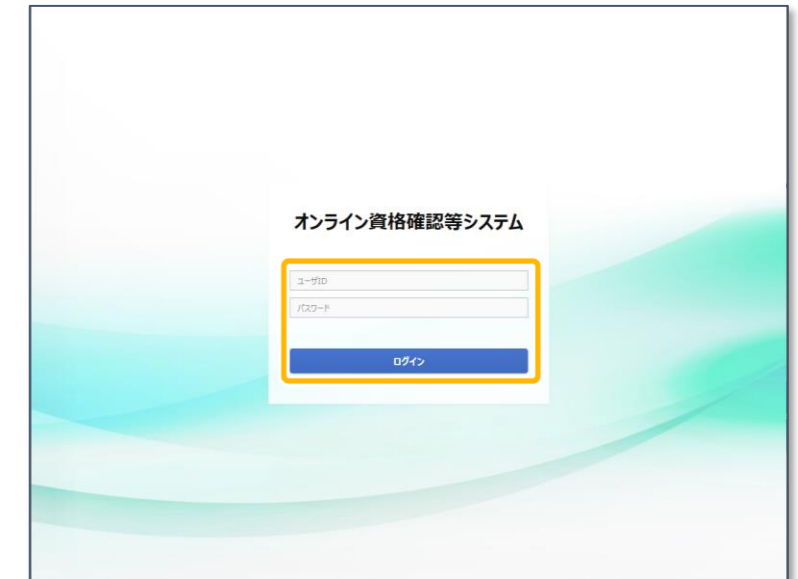 オンライン資格確認等システム
ユーザID
パスワード
ログイン